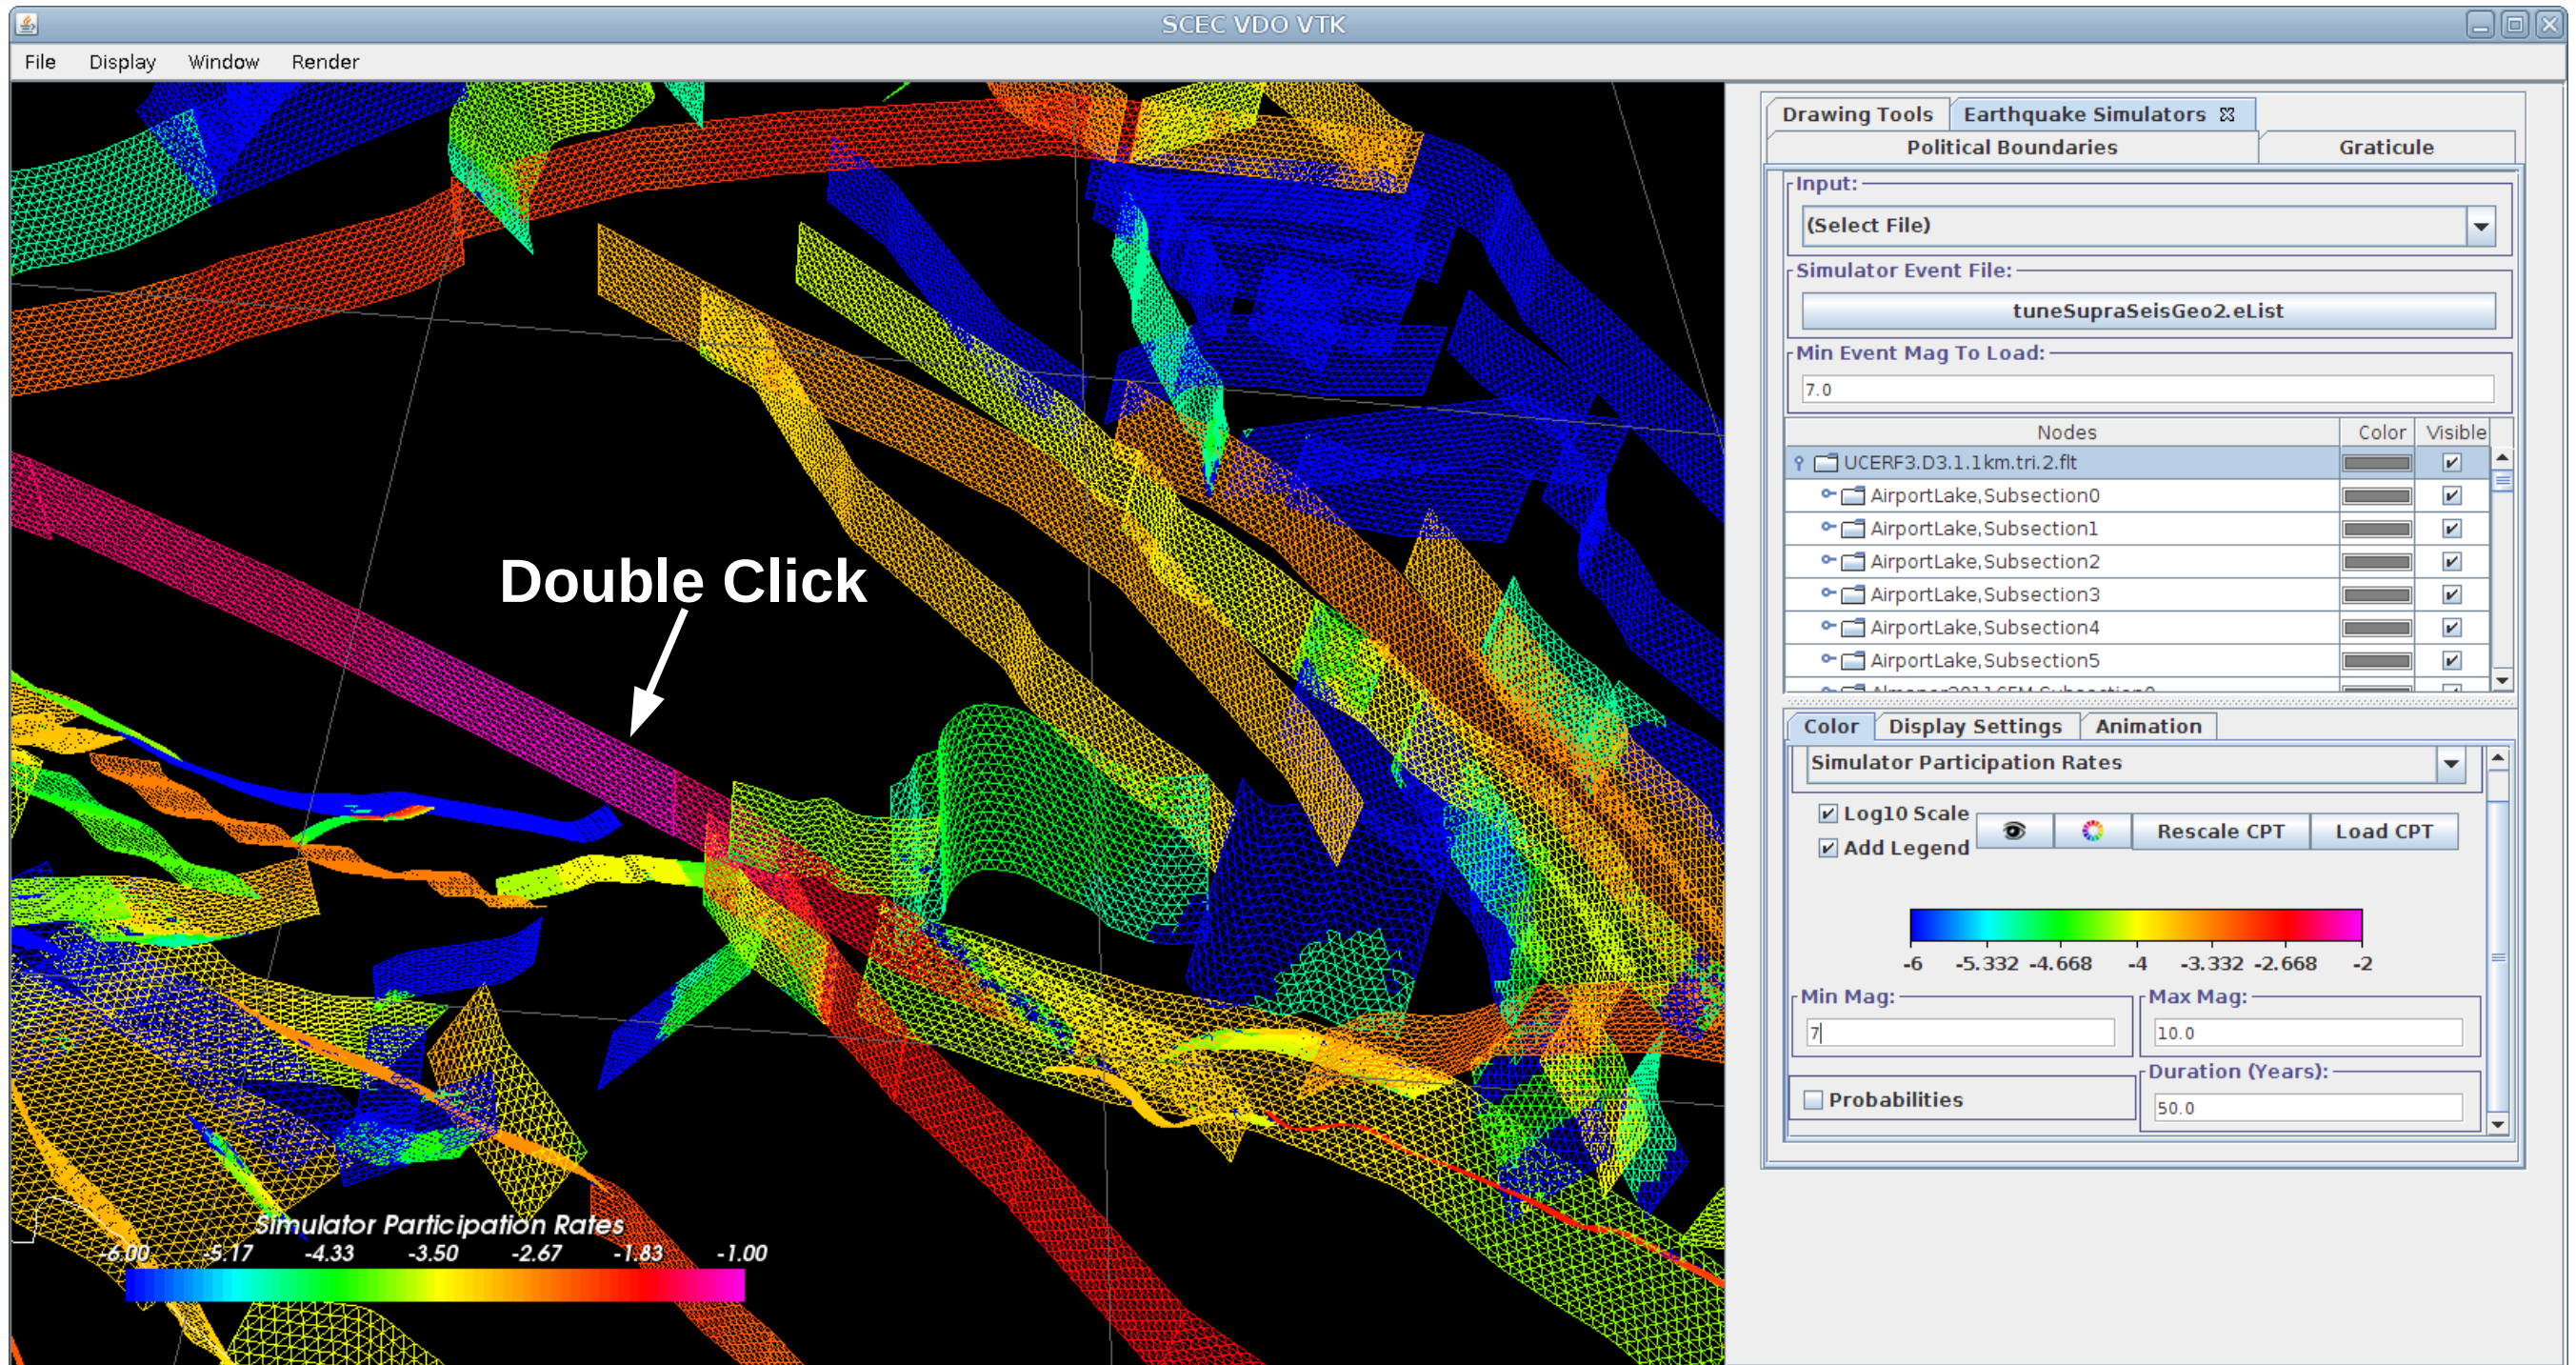 SCEC VDO VTK
File Display Window Render
Drawing Tools Earthquake Simulators
Political Boundaries Graticule
Input:
(Select File)
Simulator Event File:
tuneSupraSeisGeo2.eList
Min Event Mag To Load:
7.0
Nodes Color Visible
UCERF3.D3.1.1km.tri.2.flt
AirportLake,Subsection0
AirportLake,Subsection1
AirportLake,Subsection2
AirportLake,Subsection3
AirportLake,Subsection4
AirportLake,Subsection5
Double Click
Color Display Settings Animation
Simulator Participation Rates
Log10 Scale
Add Legend
Rescale CPT Load CPT
-6 -5.332 -4.668 -4 -3.332 -2.668 -2
Min Mag: Max Mag:
7 10.0
Probabilities
Duration (Years):
50.0
Simulator Participation Rates
-6.00 -5.17 -4.33 -3.50 -2.67 -1.83 -1.00